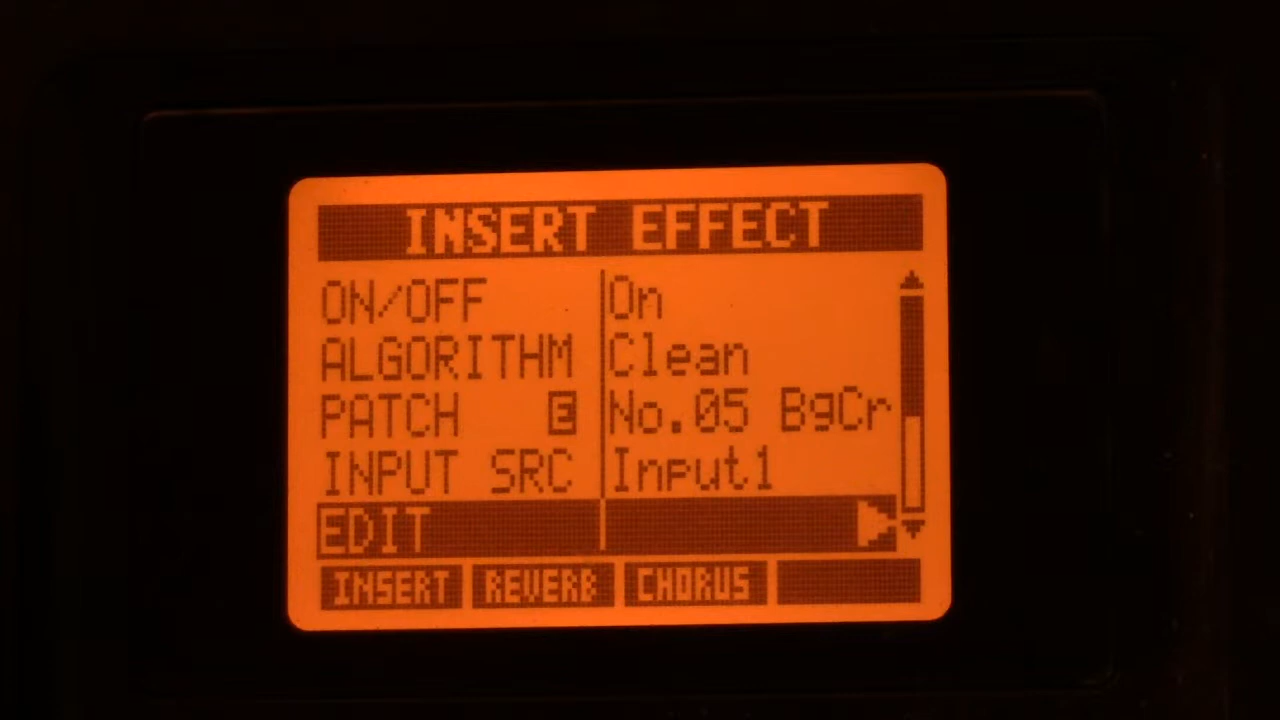 INSERT EFFECT
ON/OFF On
ALGORITHM Clean
PATCH E No.05 BgCr
INPUT SRC Input1
EDIT
INSERT REVERB CHORUS